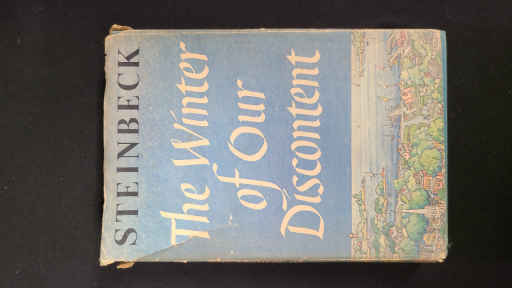 STEINBECK
The Winter
of Our
Discontent